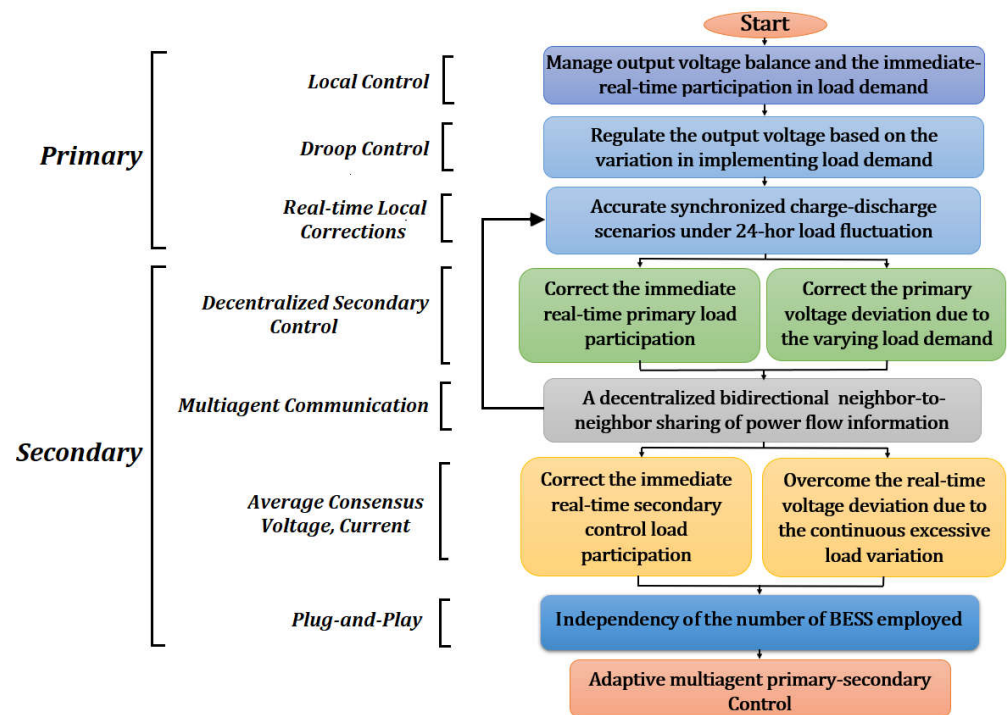 Start
Primary
Local Control
Manage output voltage balance and the immediate-
real-time participation in load demand
Droop Control
Regulate the output voltage based on the
variation in implementing load demand
Real-time Local
Corrections
Accurate synchronized charge-discharge
scenarios under 24-hor load fluctuation
Secondary
Decentralized Secondary
Control
Correct the immediate
real-time primary load
participation
Correct the primary
voltage deviation due to
the varying load demand
Multiagent Communication
A decentralized bidirectional neighbor-to-
neighbor sharing of power flow information
Average Consensus
Voltage, Current
Correct the immediate
real-time secondary
control load
participation
Overcome the real-time
voltage deviation due to
the continuous excessive
load variation
Plug-and-Play
Independency of the number of BESS employed
Adaptive multiagent primary-secondary
Control